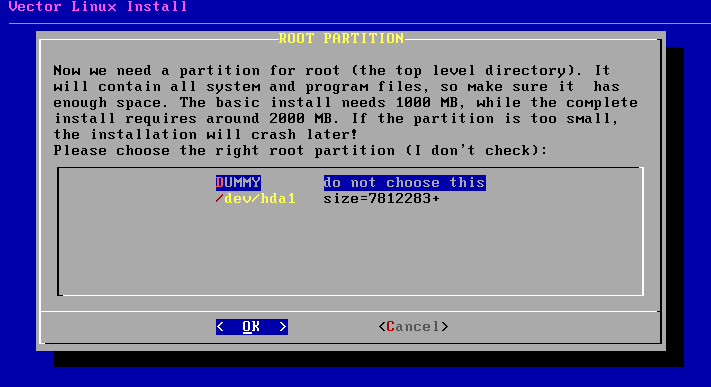 Vector Linux Install
ROOT PARTITION
Now we need a partition for root (the top level directory). It
will contain all system and program files, so make sure it  has
enough space. The basic install needs 1000 MB, while the complete
install requires around 2000 MB. If the partition is too small,
the installation will crash later!
Please choose the right root partition (I don't check):
DUMMY do not choose this
/dev/hda1 size=7812283+
< OK > <Cancel>